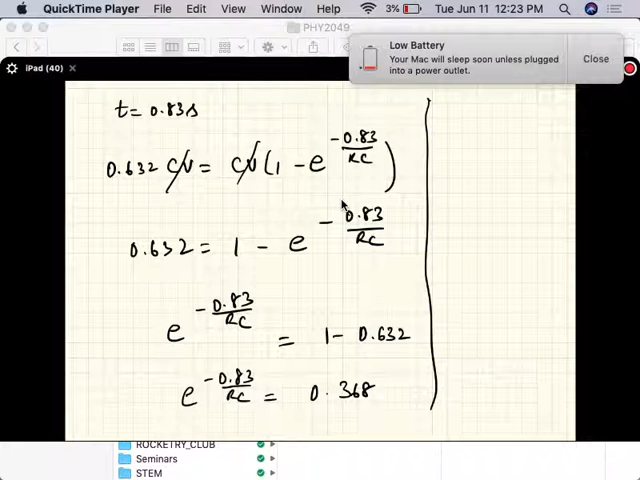 QuickTime Player File Edit View Window Help 3% Tue Jun 11 12:23 PM
PHY2049
Low Battery
Your Mac will sleep soon unless plugged
into a power outlet.
Close
iPad (40)
t = 0.83s
0.632 CV = CV (1 - e^{-0.83/RC})
0.632 = 1 - e^{-0.83/RC}
e^{-0.83/RC} = 1 - 0.632
e^{-0.83/RC} = 0.368
ROCKETRY_CLUB
Seminars
STEM